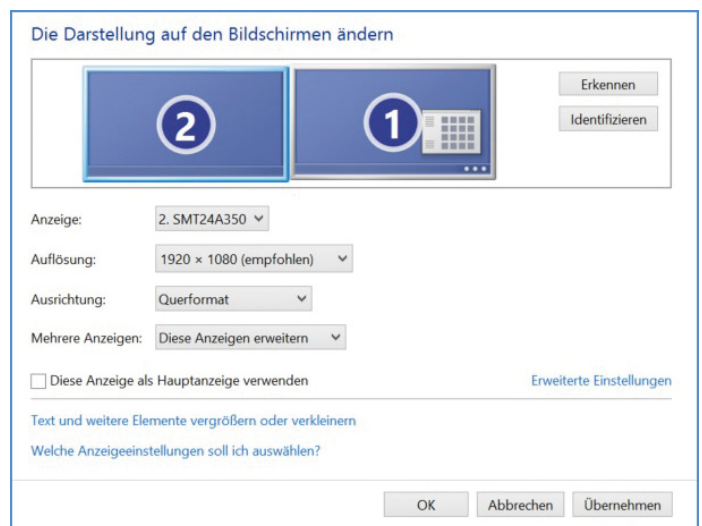 Die Darstellung auf den Bildschirmen ändern
2
1
Erkennen
Identifizieren
Anzeige: 2. SMT24A350
Auflösung: 1920 × 1080 (empfohlen)
Ausrichtung: Querformat
Mehrere Anzeigen: Diese Anzeigen erweitern
Diese Anzeige als Hauptanzeige verwenden
Erweiterte Einstellungen
Text und weitere Elemente vergrößern oder verkleinern
Welche Anzeigeeinstellungen soll ich auswählen?
OK Abbrechen Übernehmen